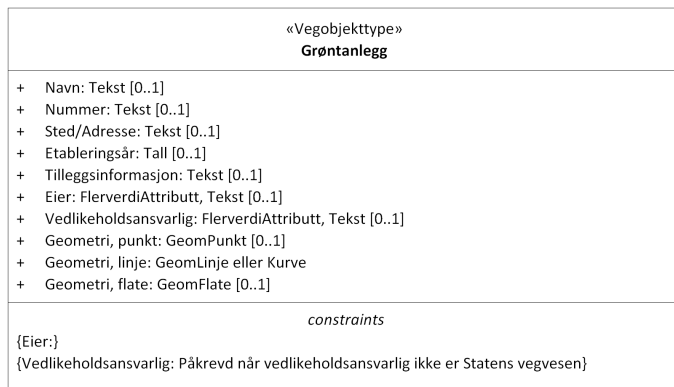 «Vegobjekttype»
Grøntanlegg
+ Navn: Tekst [0..1]
+ Nummer: Tekst [0..1]
+ Sted/Adresse: Tekst [0..1]
+ Etableringsår: Tall [0..1]
+ Tilleggsinformasjon: Tekst [0..1]
+ Eier: FlerverdiAttributt, Tekst [0..1]
+ Vedlikeholdsansvarlig: FlerverdiAttributt, Tekst [0..1]
+ Geometri, punkt: GeomPunkt [0..1]
+ Geometri, linje: GeomLinje eller Kurve
+ Geometri, flate: GeomFlate [0..1]
constraints
{Eier:}
{Vedlikeholdsansvarlig: Påkrevd når vedlikeholdsansvarlig ikke er Statens vegvesen}